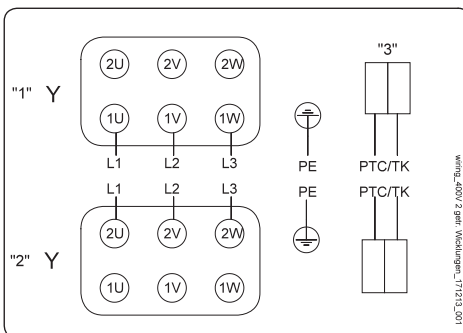 "3"
2U 2V 2W
"1" Y
1U 1V 1W
L1 L2 L3 PE PTC/TK
L1 L2 L3 PE PTC/TK
2U 2V 2W
"2" Y
1U 1V 1W
wiring_400V 2 getr. Wicklungen_171213_001